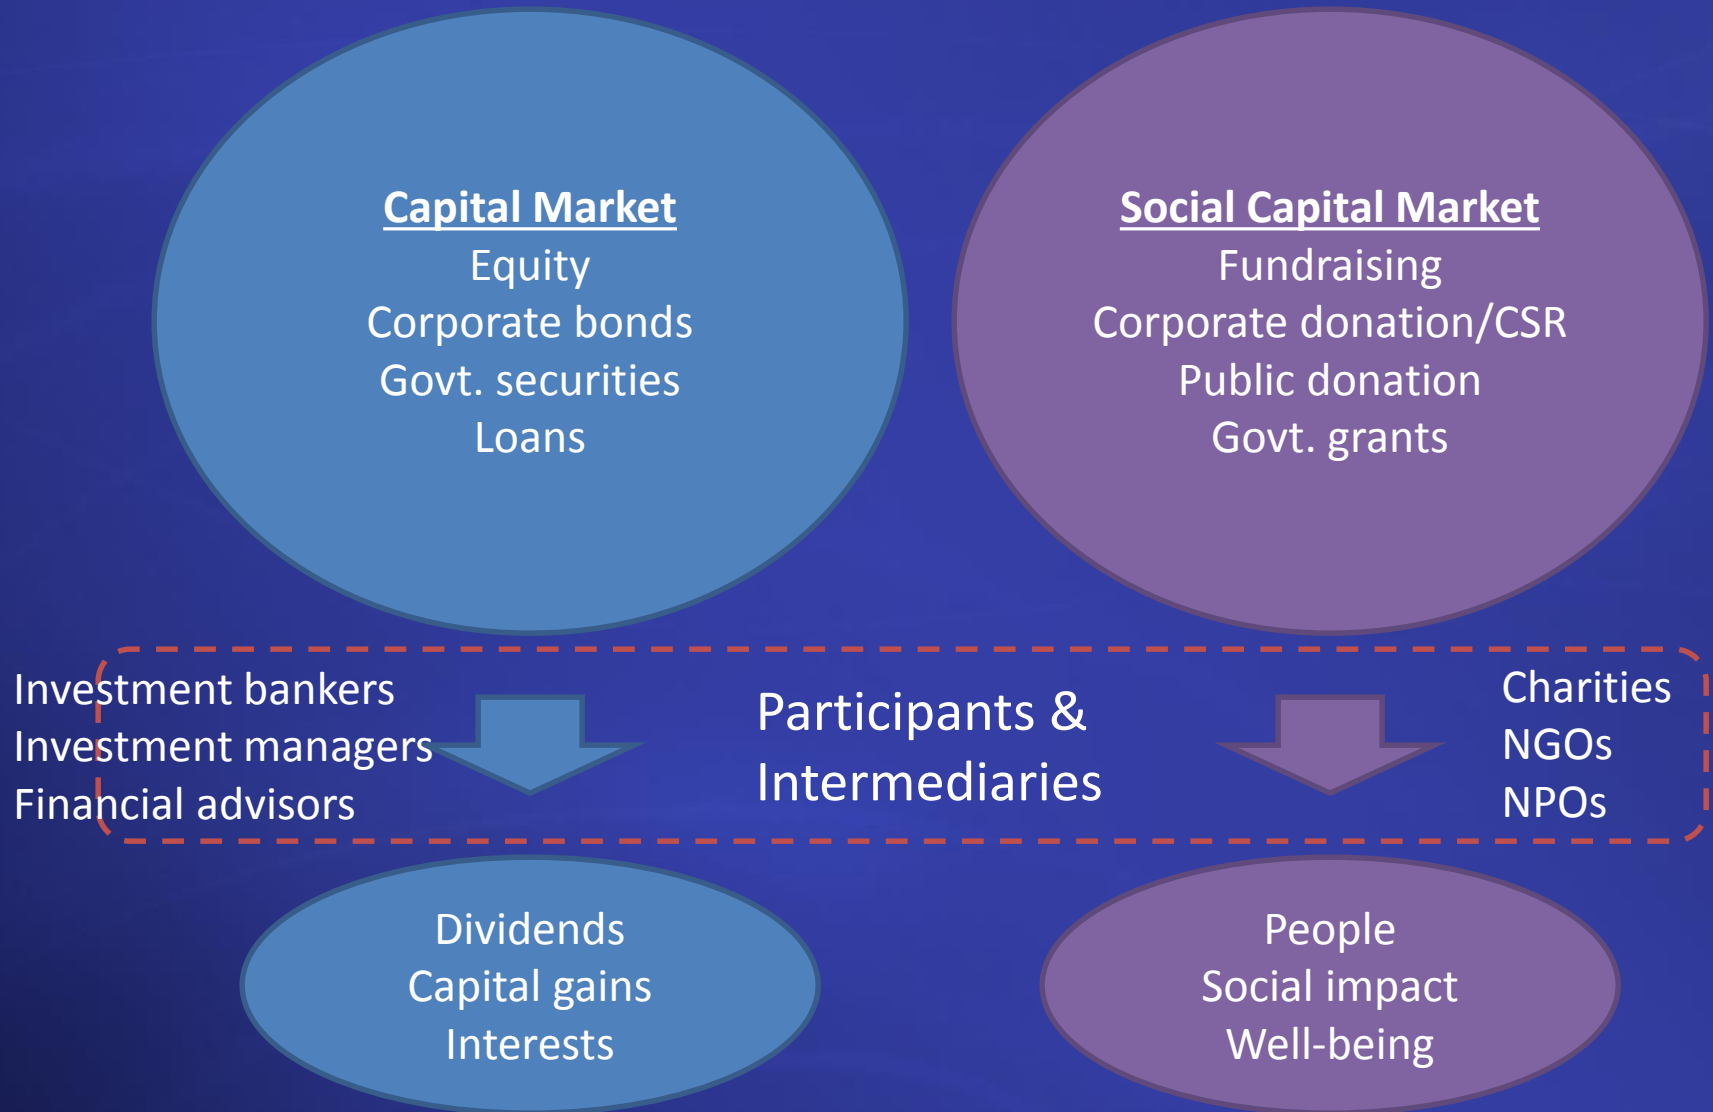 Capital Market
Equity
Corporate bonds
Govt. securities
Loans
Social Capital Market
Fundraising
Corporate donation/CSR
Public donation
Govt. grants
Investment bankers
Investment managers
Financial advisors
Participants &
Intermediaries
Charities
NGOs
NPOs
Dividends
Capital gains
Interests
People
Social impact
Well-being